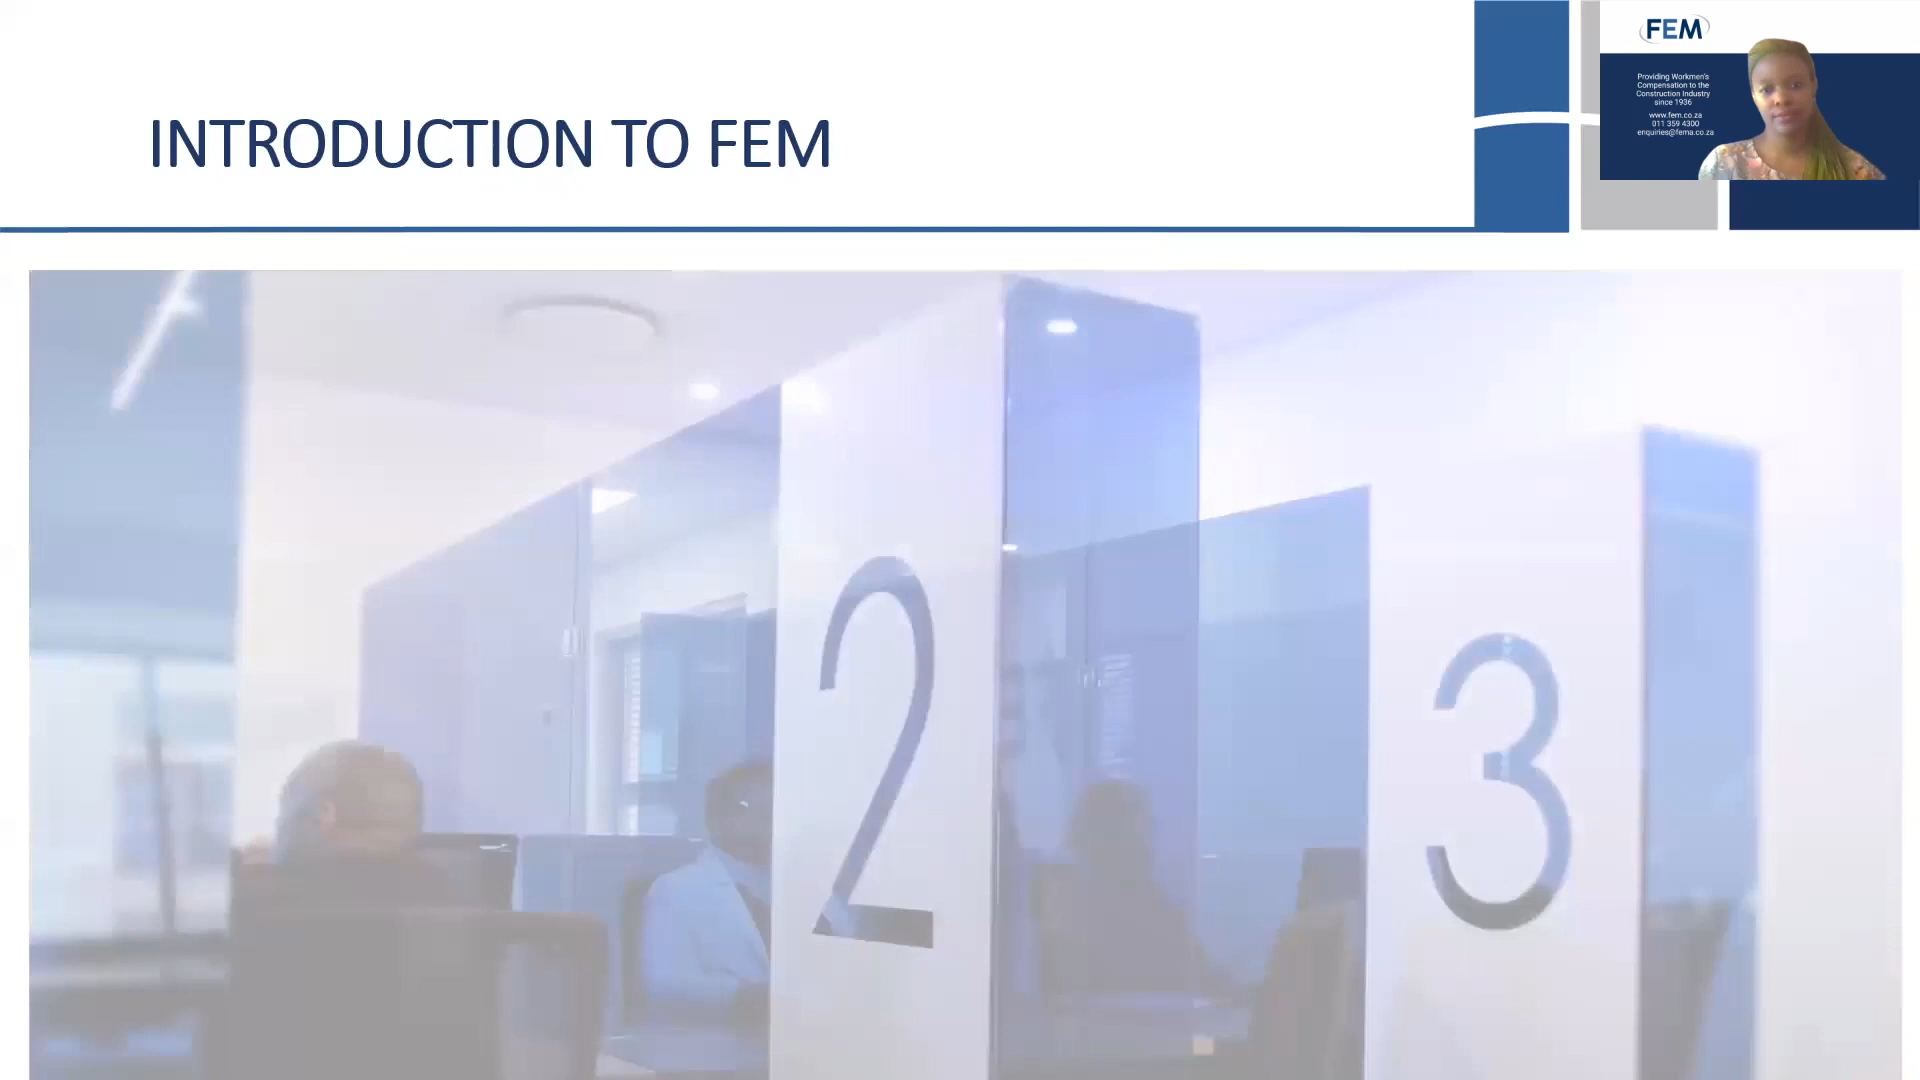 INTRODUCTION TO FEM
FEM
Providing Workmen's
Compensation to the
Construction Industry
since 1936
www.fem.co.za
011 359 4300
enquiries@fema.co.za
2
3